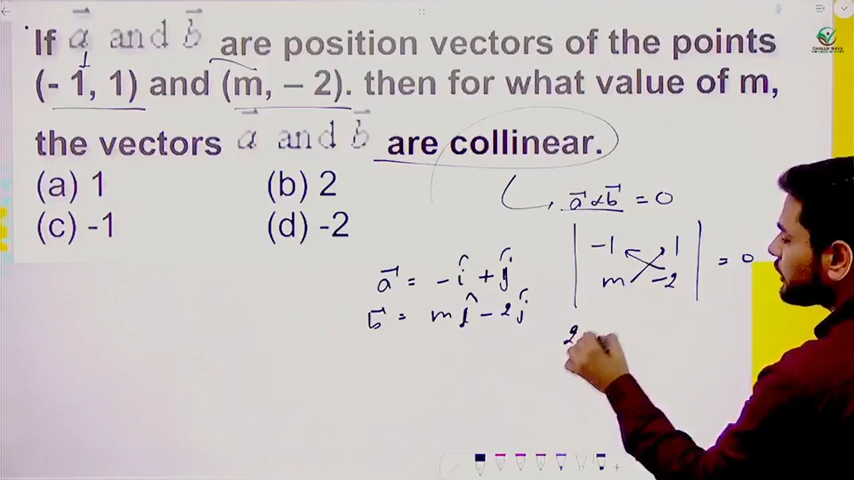 If a⃗ and b⃗ are position vectors of the points
(- 1, 1) and (m, – 2). then for what value of m,
the vectors a⃗ and b⃗ are collinear.
(a) 1 (b) 2
(c) -1 (d) -2
a⃗ × b⃗ = 0
| -1 1 |
| m -2 | = 0
a⃗ = -î + ĵ
b⃗ = mî - 2ĵ
2